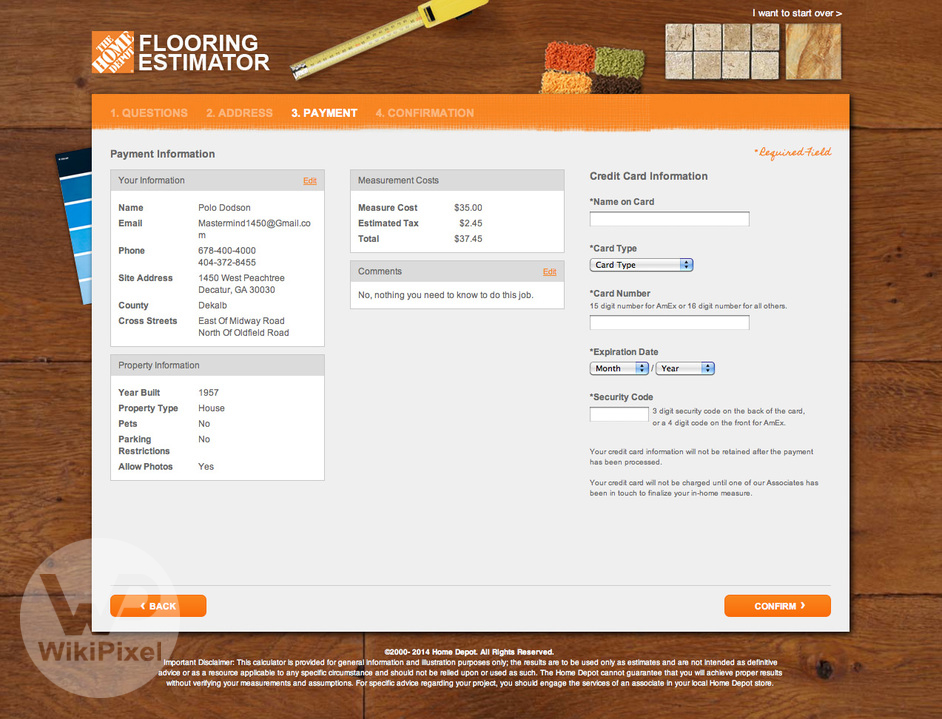 I want to start over >
THE HOME DEPOT
FLOORING
ESTIMATOR
1. QUESTIONS 2. ADDRESS 3. PAYMENT 4. CONFIRMATION
Payment Information
*Required Field
Your Information Edit
Name Polo Dodson
Email Mastermind1450@Gmail.co
m
Phone 678-400-4000
404-372-8455
Site Address 1450 West Peachtree
Decatur, GA 30030
County Dekalb
Cross Streets East Of Midway Road
North Of Oldfield Road
Property Information
Year Built 1957
Property Type House
Pets No
Parking No
Restrictions
Allow Photos Yes
Measurement Costs
Measure Cost $35.00
Estimated Tax $2.45
Total $37.45
Comments Edit
No, nothing you need to know to do this job.
Credit Card Information
*Name on Card
*Card Type
Card Type
*Card Number
15 digit number for AmEx or 16 digit number for all others.
*Expiration Date
Month / Year
*Security Code
3 digit security code on the back of the card,
or a 4 digit code on the front for AmEx.
Your credit card information will not be retained after the payment
has been processed.
Your credit card will not be charged until one of our Associates has
been in touch to finalize your in-home measure.
‹ BACK
CONFIRM ›
WP
WikiPixel
©2000- 2014 Home Depot. All Rights Reserved.
Important Disclaimer: This calculator is provided for general information and illustration purposes only; the results are to be used only as estimates and are not intended as definitive
advice or as a resource applicable to any specific circumstance and should not be relied upon or used as such. The Home Depot cannot guarantee that you will achieve proper results
without verifying your measurements and assumptions. For specific advice regarding your project, you should engage the services of an associate in your local Home Depot store.